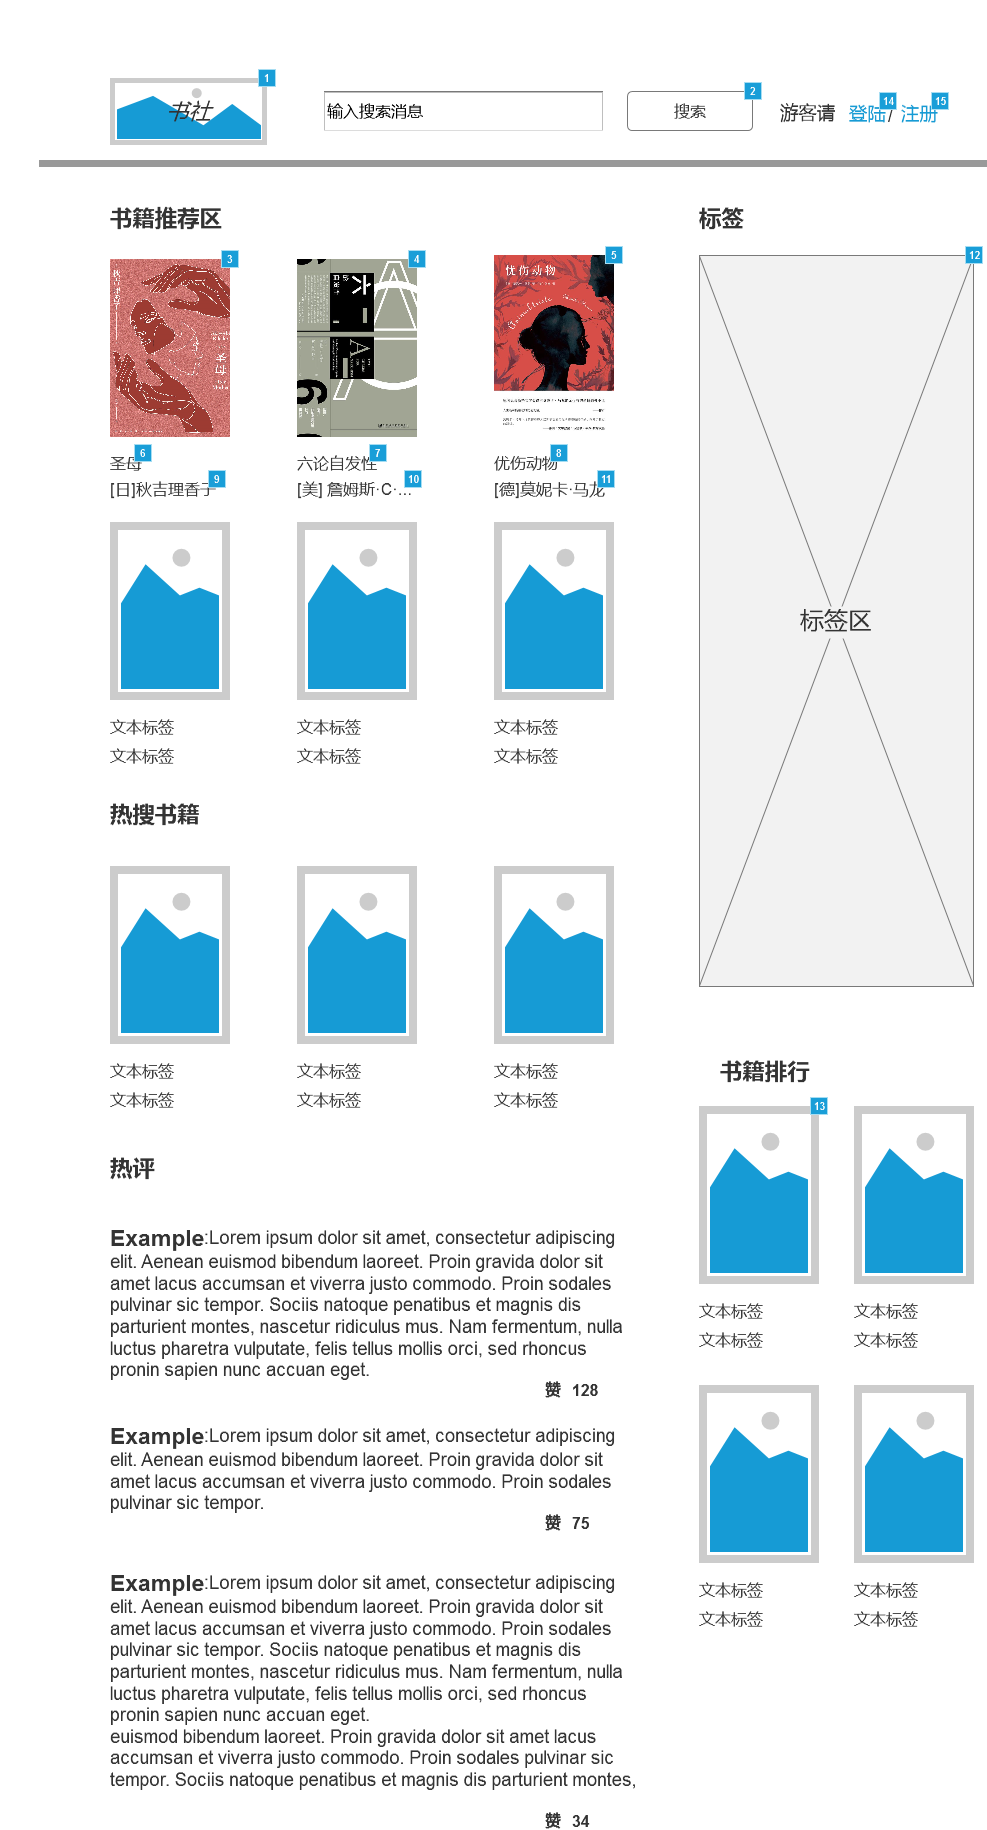 1
书社
输入搜索消息
2
搜索
游客请 登陆/ 注册
14
15
书籍推荐区
标签
3
4
5
优伤动物
12
标签区
6
7
8
圣母
六论自发性
优伤动物
9
10
11
[日]秋吉理香子
[美] 詹姆斯·C·...
[德]莫妮卡·马龙
文本标签
文本标签
文本标签
文本标签
文本标签
文本标签
热搜书籍
文本标签
文本标签
文本标签
文本标签
文本标签
文本标签
书籍排行
13
文本标签
文本标签
文本标签
文本标签
文本标签
文本标签
文本标签
文本标签
热评
Example:Lorem ipsum dolor sit amet, consectetur adipiscing
elit. Aenean euismod bibendum laoreet. Proin gravida dolor sit
amet lacus accumsan et viverra justo commodo. Proin sodales
pulvinar sic tempor. Sociis natoque penatibus et magnis dis
parturient montes, nascetur ridiculus mus. Nam fermentum, nulla
luctus pharetra vulputate, felis tellus mollis orci, sed rhoncus
pronin sapien nunc accuan eget.
赞 128
Example:Lorem ipsum dolor sit amet, consectetur adipiscing
elit. Aenean euismod bibendum laoreet. Proin gravida dolor sit
amet lacus accumsan et viverra justo commodo. Proin sodales
pulvinar sic tempor.
赞 75
Example:Lorem ipsum dolor sit amet, consectetur adipiscing
elit. Aenean euismod bibendum laoreet. Proin gravida dolor sit
amet lacus accumsan et viverra justo commodo. Proin sodales
pulvinar sic tempor. Sociis natoque penatibus et magnis dis
parturient montes, nascetur ridiculus mus. Nam fermentum, nulla
luctus pharetra vulputate, felis tellus mollis orci, sed rhoncus
pronin sapien nunc accuan eget.
euismod bibendum laoreet. Proin gravida dolor sit amet lacus
accumsan et viverra justo commodo. Proin sodales pulvinar sic
tempor. Sociis natoque penatibus et magnis dis parturient montes,
赞 34